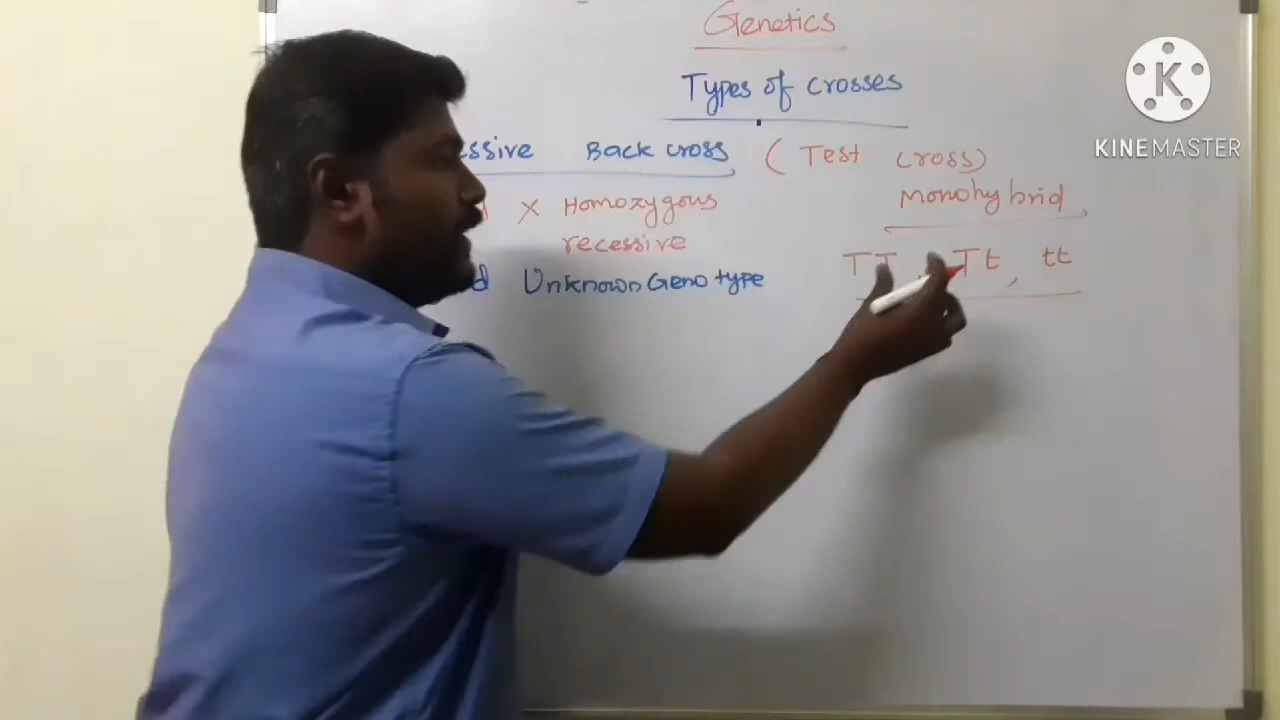 Genetics
Types of crosses
ssive Back cross (Test cross)
monohybrid
X Homozygous
recessive
TT, Tt, tt
d Unknown Genotype
K
KINEMASTER